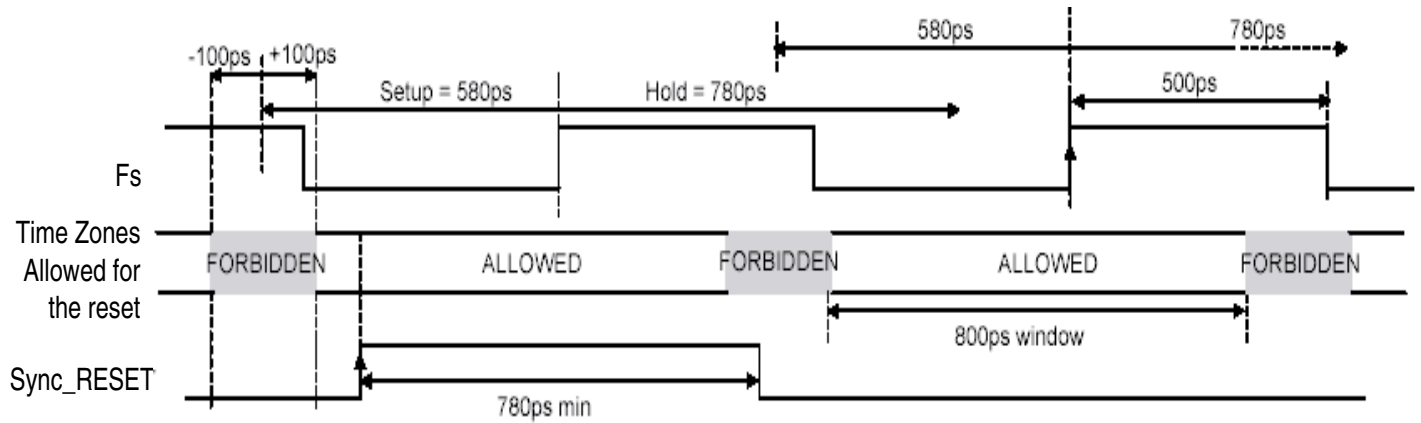 580ps 780ps
-100ps +100ps
Setup = 580ps Hold = 780ps 500ps
Fs
Time Zones
Allowed for
the reset
FORBIDDEN ALLOWED FORBIDDEN ALLOWED FORBIDDEN
800ps window
Sync_RESET
780ps min